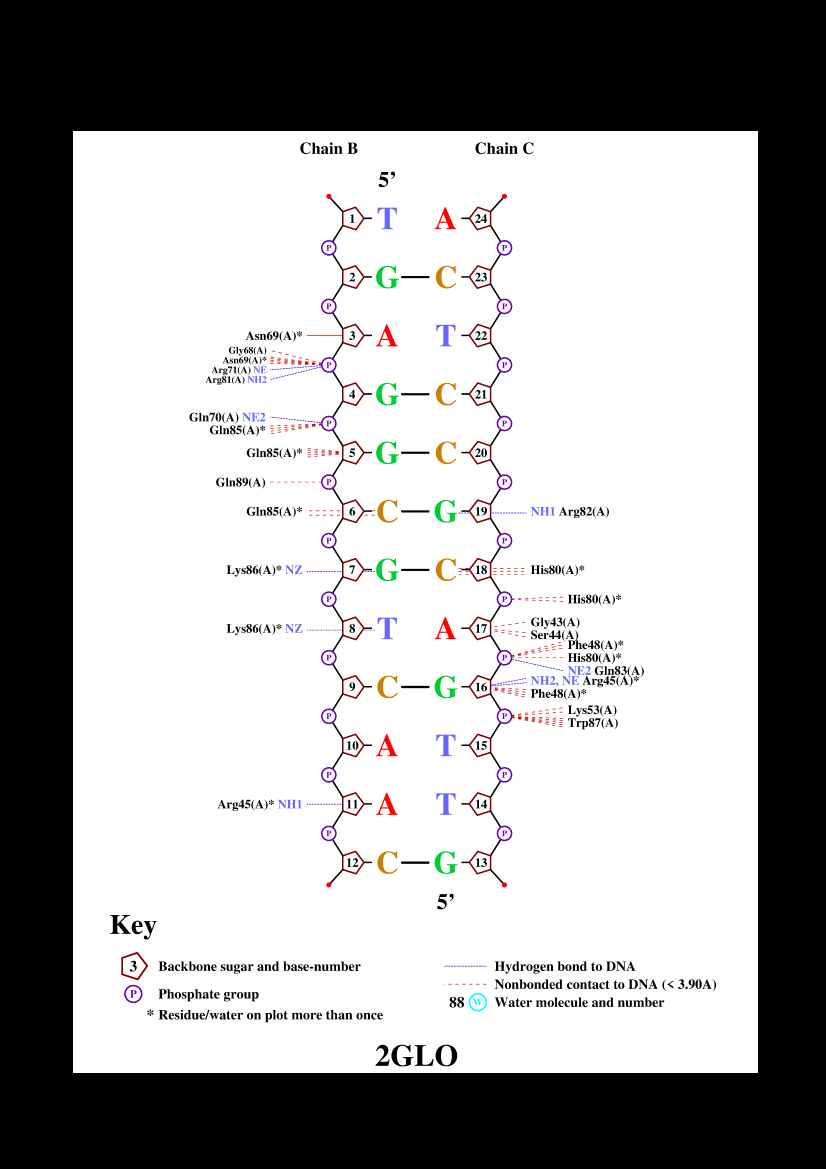 Chain B Chain C
5’
1 T A 24
P P
2 G C 23
P P
Asn69(A)* 3 A T 22
Gly68(A)
Asn69(A)* P P
Arg71(A) NE
Arg81(A) NH2
4 G C 21
Gln70(A) NE2 P P
Gln85(A)*
Gln85(A)* 5 G C 20
Gln89(A) P P
Gln85(A)* 6 C G 19 NH1 Arg82(A)
P P
Lys86(A)* NZ 7 G C 18 His80(A)*
P P His80(A)*
Gly43(A)
Lys86(A)* NZ 8 T A 17
Ser44(A)
Phe48(A)*
P P His80(A)*
NE2 Gln83(A)
NH2, NE Arg45(A)*
9 C G 16
Phe48(A)*
Lys53(A)
P P
Trp87(A)
10 A T 15
P P
Arg45(A)* NH1 11 A T 14
P P
12 C G 13
5’
Key
3 Backbone sugar and base-number
P Phosphate group
* Residue/water on plot more than once
Hydrogen bond to DNA
Nonbonded contact to DNA (< 3.90A)
88 W Water molecule and number
2GLO